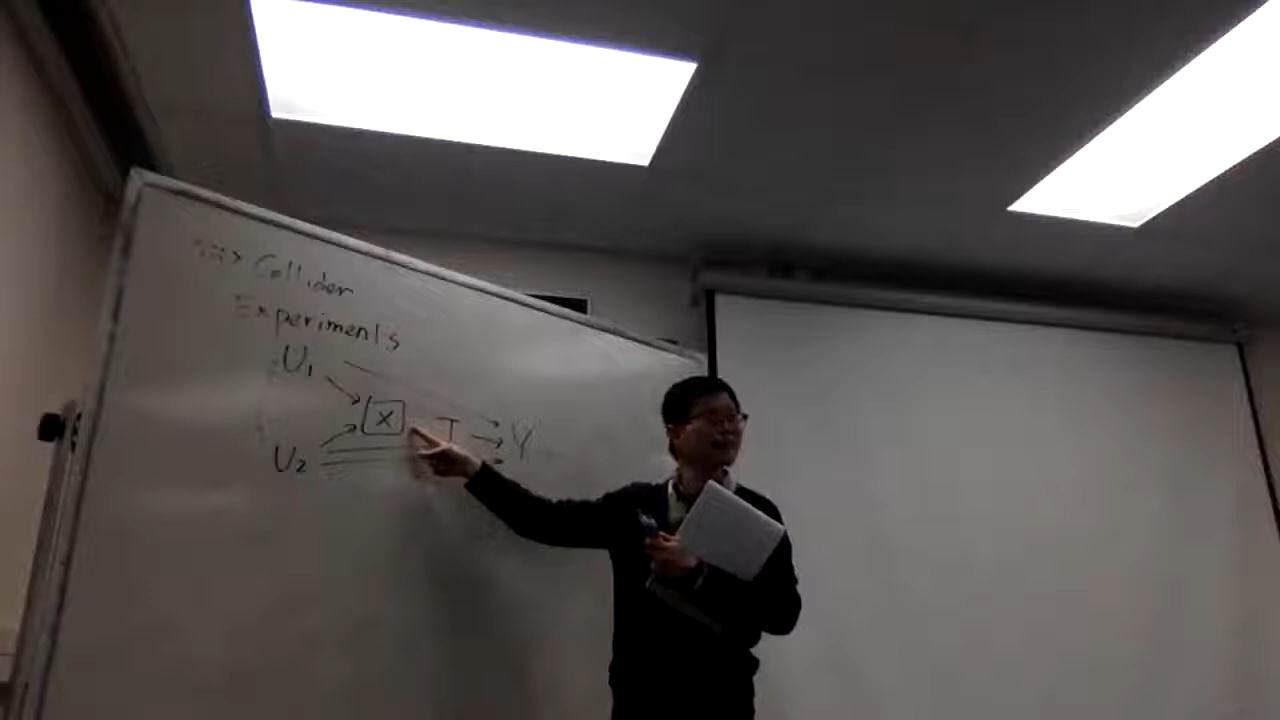 Collider
Experiments
U₁
X T Y
U₂